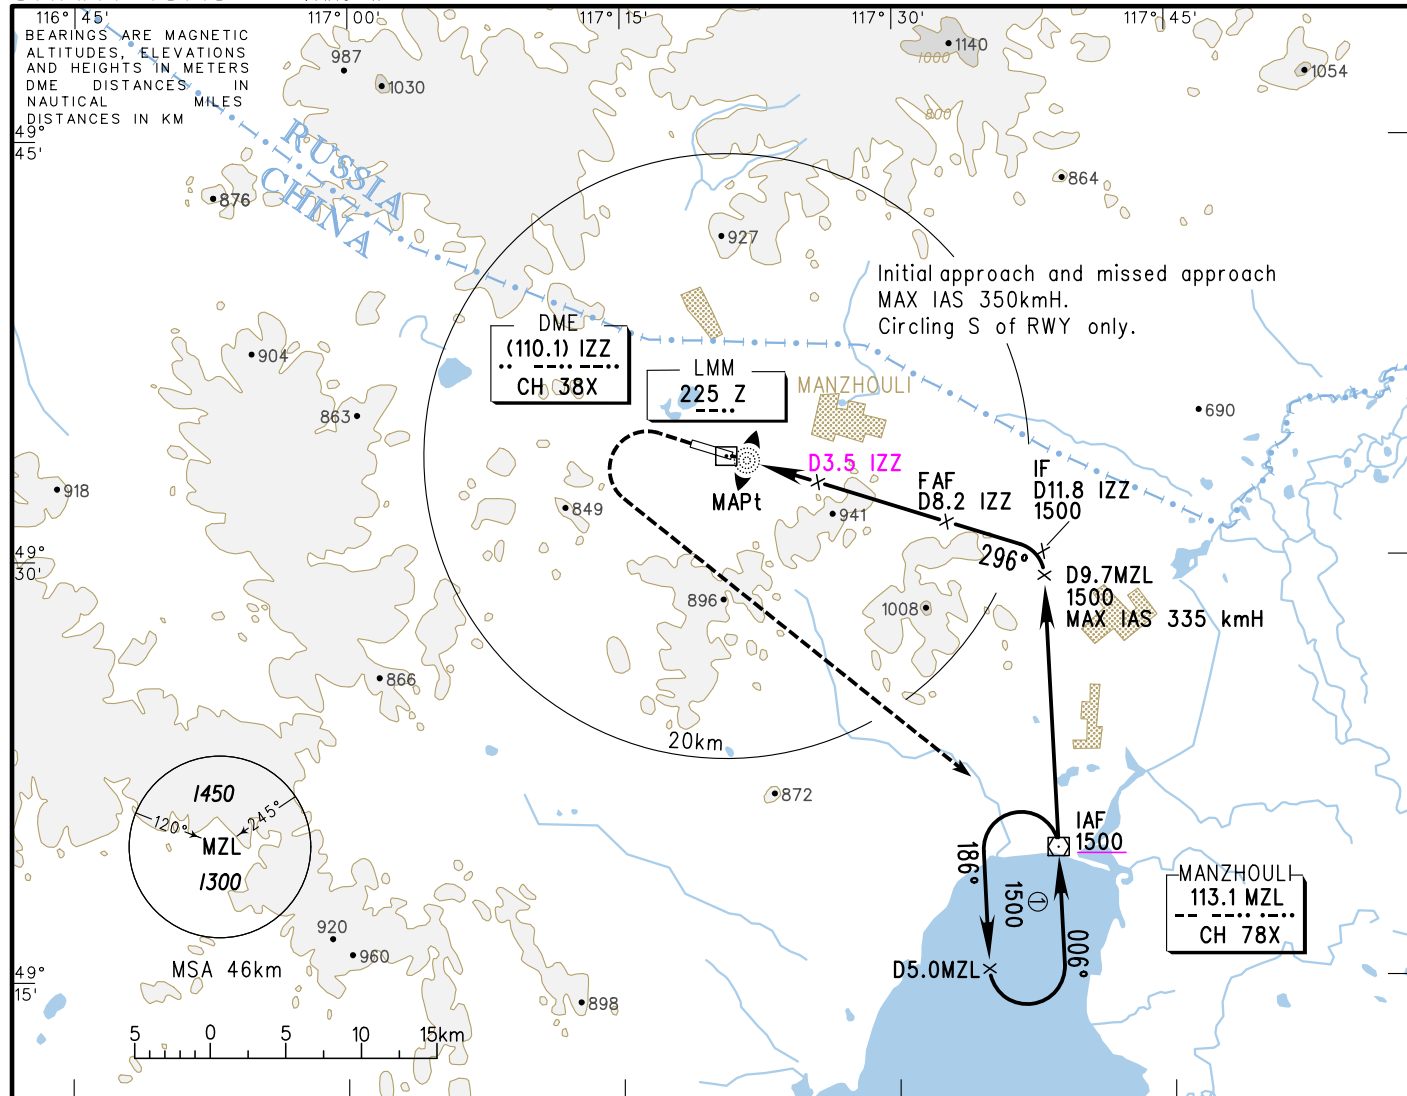 116° 45'
117° 00'
117° 15'
117° 30'
117° 45'
BEARINGS ARE MAGNETIC
ALTITUDES, ELEVATIONS
AND HEIGHTS IN METERS
DME DISTANCES IN
NAUTICAL MILES
DISTANCES IN KM
987
1030
1140
1000
800
1054
49°
45'
RUSSIA
CHINA
876
864
927
Initial approach and missed approach
MAX IAS 350kmH.
Circling S of RWY only.
DME
(110.1) IZZ
CH 38X
LMM
225 Z
MANZHOULI
904
863
690
D3.5 IZZ
MAPt
FAF
D8.2 IZZ
IF
D11.8 IZZ
1500
918
849
941
296°
49°
30'
D9.7MZL
1500
MAX IAS 335 kmH
896
1008
866
20km
872
1450
120°
245°
MZL
1300
MSA 46km
IAF
1500
186°
1500
①
006°
D5.0MZL
MANZHOULI
113.1 MZL
CH 78X
920
960
898
49°
15'
5 0 5 10 15km